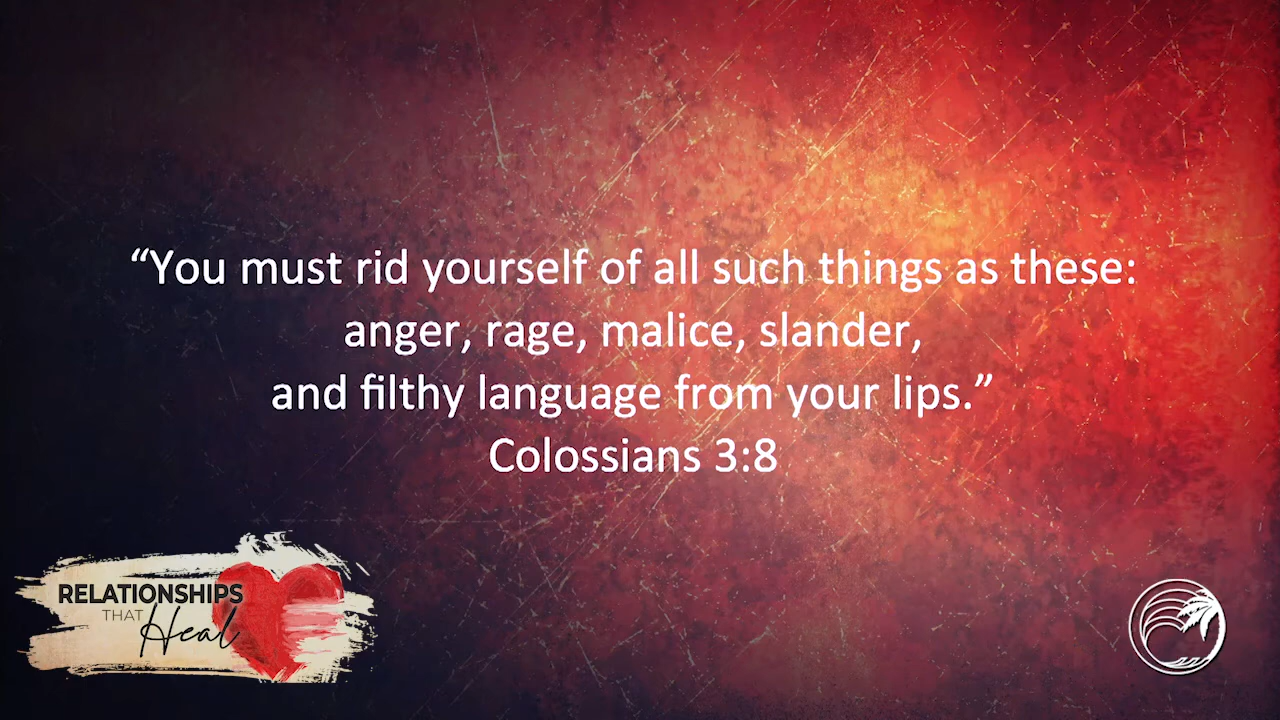 “You must rid yourself of all such things as these:
anger, rage, malice, slander,
and filthy language from your lips.”
Colossians 3:8
RELATIONSHIPS
THAT Heal